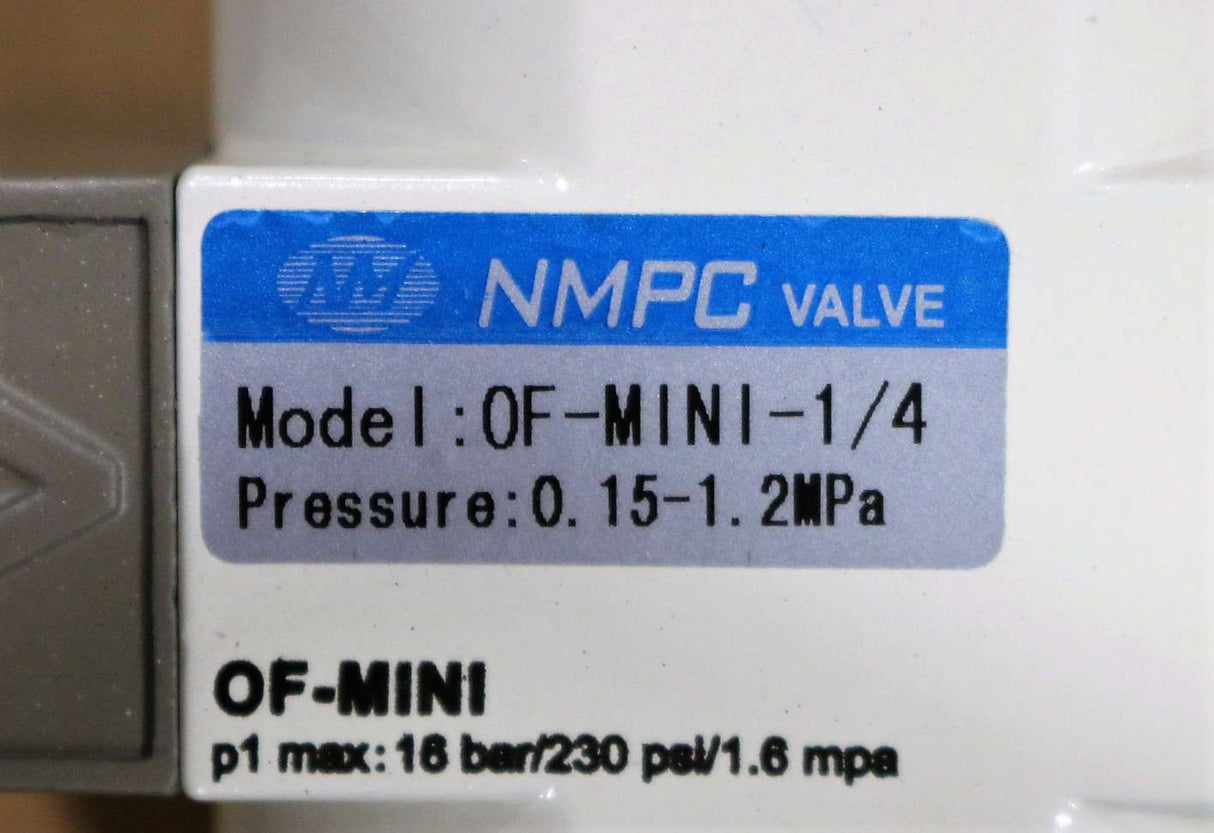 NMPC VALVE
Model:OF-MINI-1/4
Pressure:0.15-1.2MPa
OF-MINI
p1 max: 16 bar/230 psi/1.6 mpa